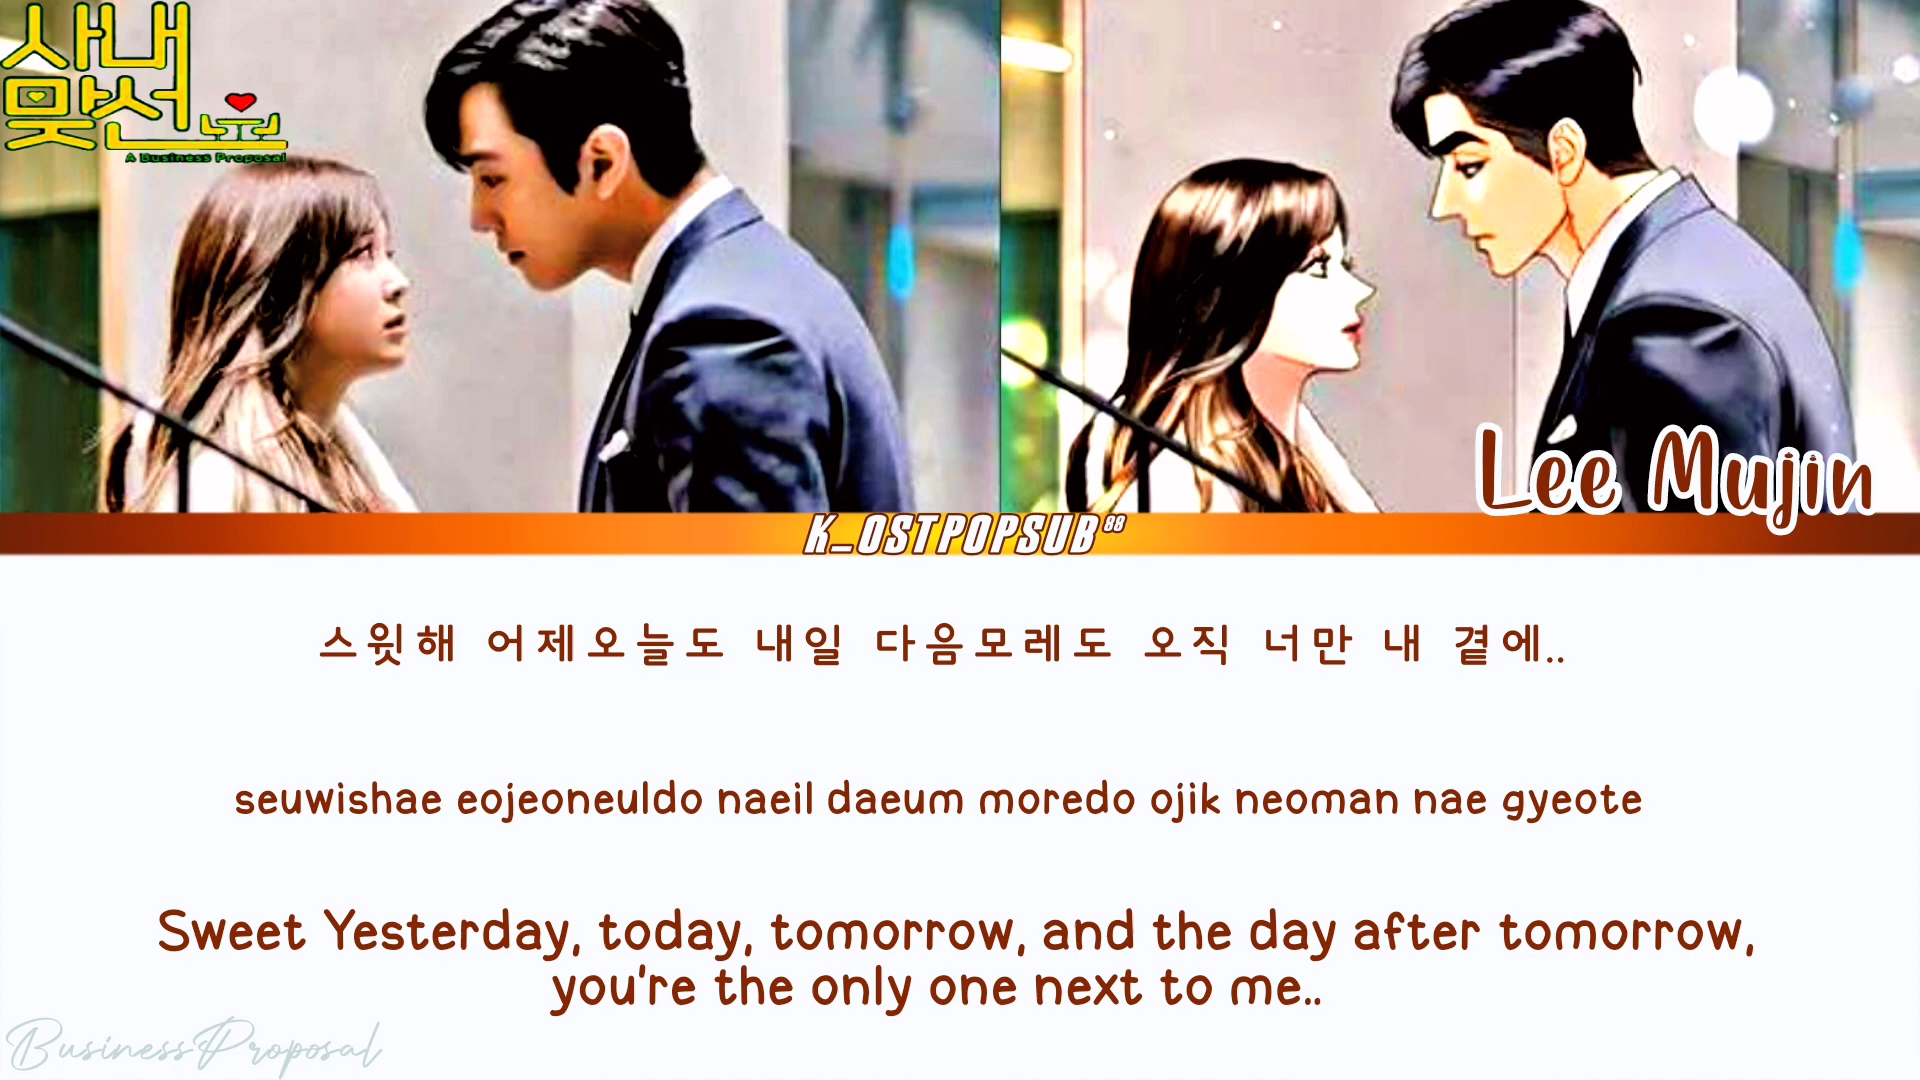 사내
맞선
A Business Proposal
Lee Mujin
K_OSTPOPSUB88
스윗해 어제오늘도 내일 다음모레도 오직 너만 내 곁에..
seuwishae eojeoneuldo naeil daeum moredo ojik neoman nae gyeote
Sweet Yesterday, today, tomorrow, and the day after tomorrow,
you're the only one next to me..
Business Proposal